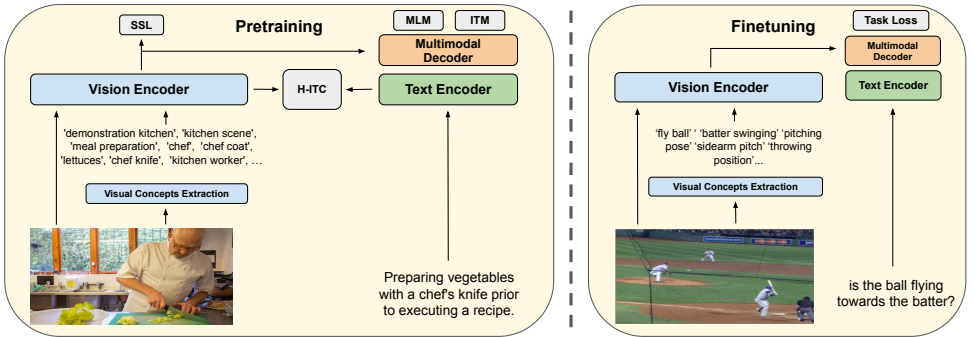 Pretraining
SSL
MLM
ITM
Multimodal
Decoder
Vision Encoder
H-ITC
Text Encoder
'demonstration kitchen', 'kitchen scene',
'meal preparation', 'chef', 'chef coat',
'lettuces', 'chef knife', 'kitchen worker', …
Visual Concepts Extraction
Preparing vegetables
with a chef's knife prior
to executing a recipe.
Finetuning
Task Loss
Multimodal
Decoder
Vision Encoder
Text Encoder
'fly ball' ' 'batter swinging' 'pitching
pose' 'sidearm pitch' 'throwing
position'...
Visual Concepts Extraction
is the ball flying
towards the batter?